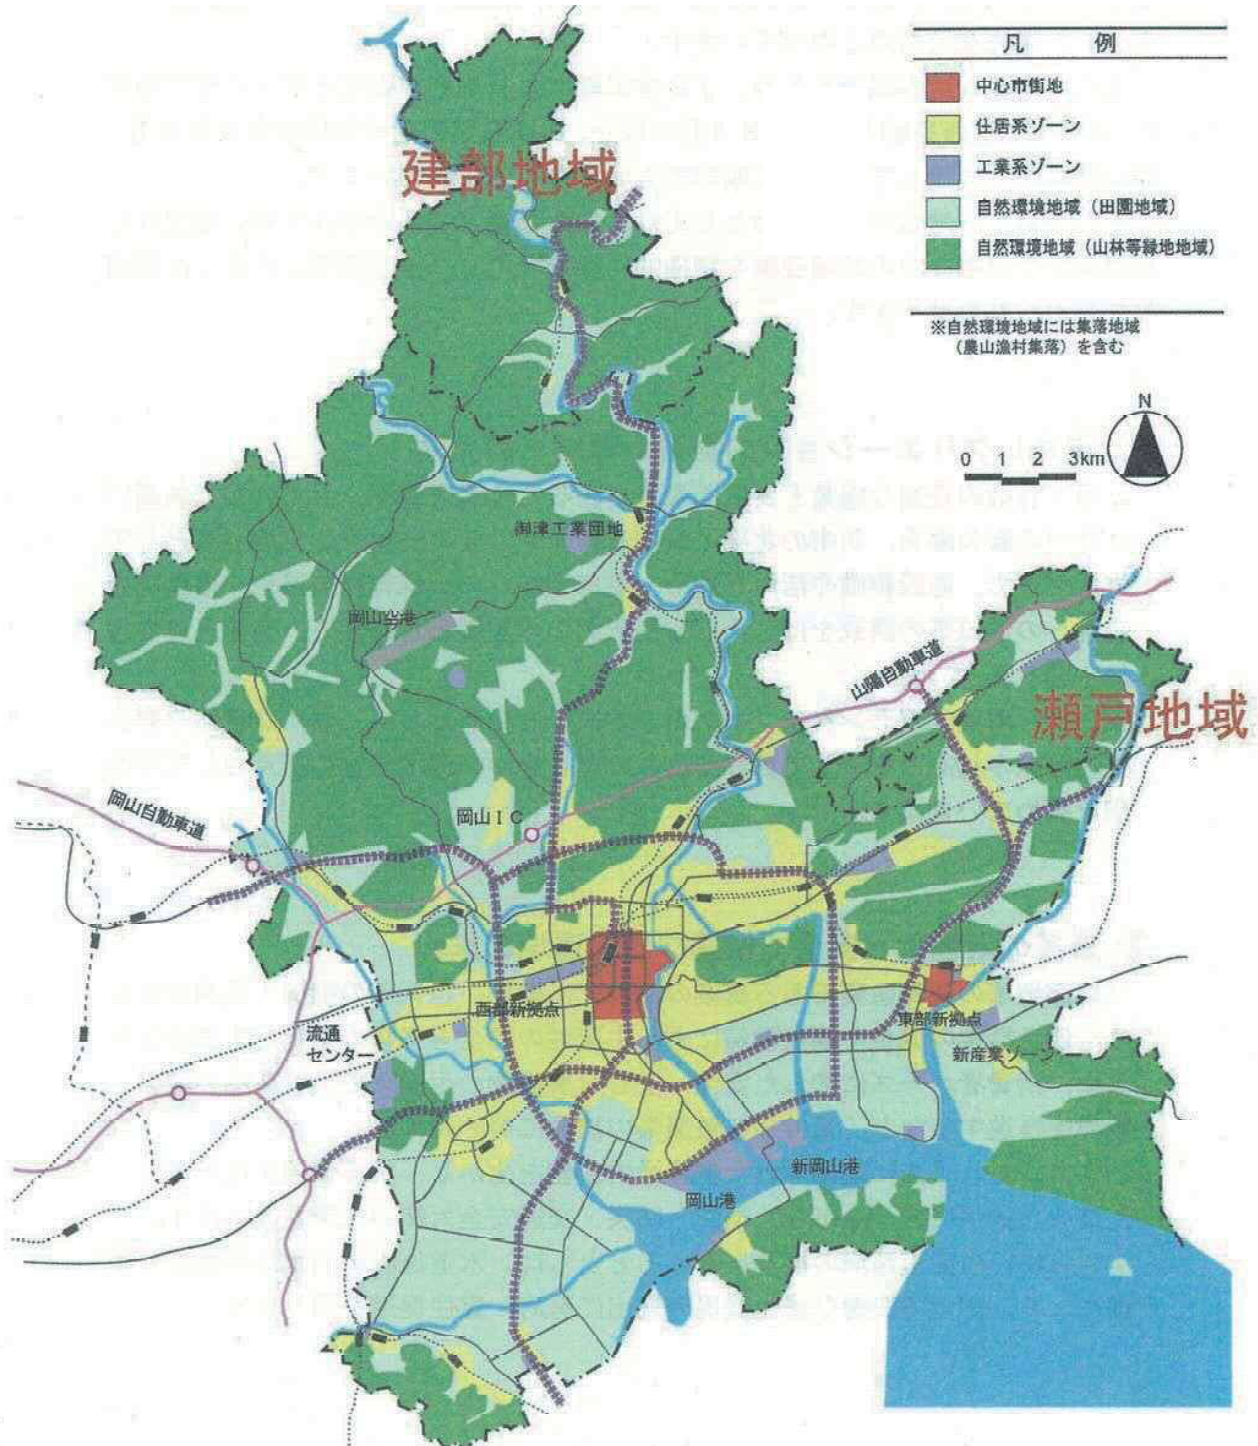 凡　例
中心市街地
住居系ゾーン
工業系ゾーン
自然環境地域（田園地域）
自然環境地域（山林等緑地地域）
※自然環境地域には集落地域
（農山漁村集落）を含む
N
0 1 2 3km
建部地域
御津工業団地
岡山空港
山陽自動車道
瀬戸地域
岡山自動車道
岡山ＩＣ
西部新拠点
流通
センター
東部新拠点
新産業ゾーン
新岡山港
岡山港